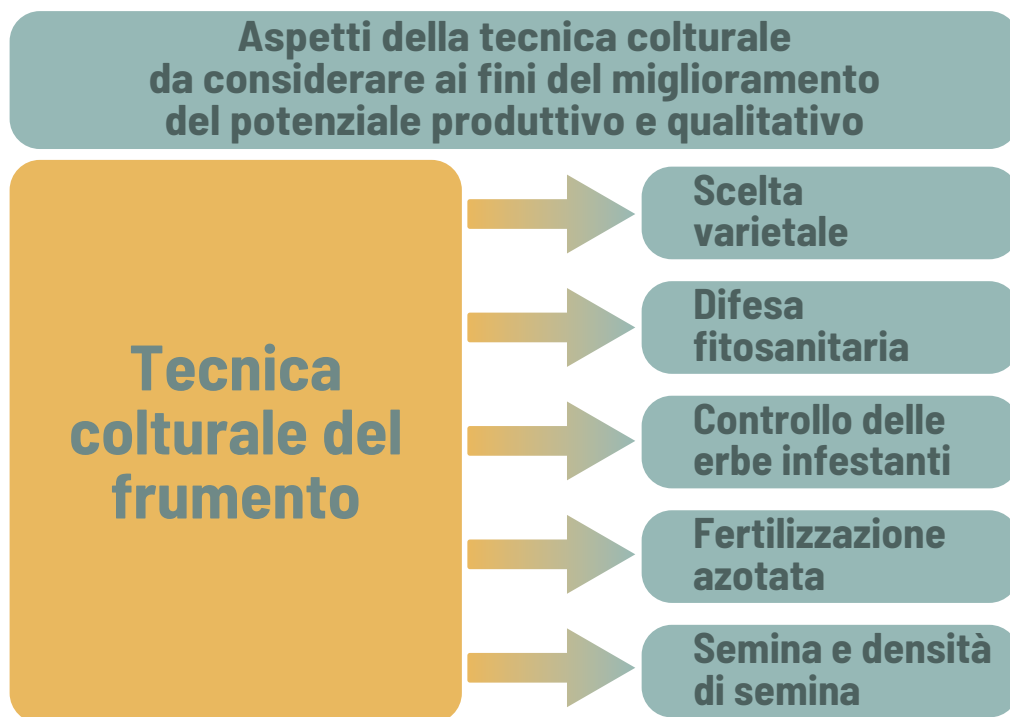 Aspetti della tecnica colturale
da considerare ai fini del miglioramento
del potenziale produttivo e qualitativo
Tecnica
colturale del
frumento
Scelta
varietale
Difesa
fitosanitaria
Controllo delle
erbe infestanti
Fertilizzazione
azotata
Semina e densità
di semina